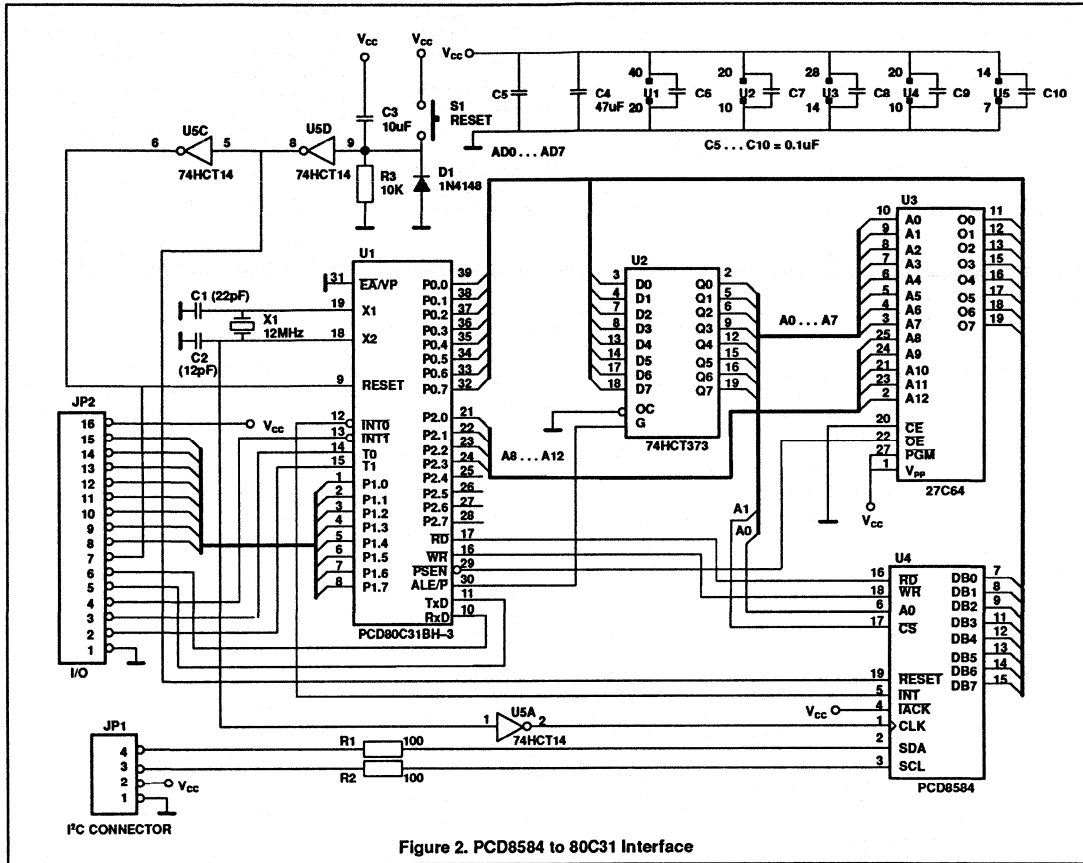 VCC
VCC
VCC
C3
10uF
S1
RESET
C5
C4
47uF
40
U1
20
C6
20
U2
10
C7
28
U3
14
C8
20
U4
10
C9
14
U5
7
C10
AD0 . . . AD7
C5 . . . C10 = 0.1uF
6
U5C
5
74HCT14
8
U5D
9
74HCT14
R3
10K
D1
1N4148
U1
31 EA/VP
19 X1
18 X2
9 RESET
12 INT0
13 INT1
14 T0
15 T1
1 P1.0
2 P1.1
3 P1.2
4 P1.3
5 P1.4
6 P1.5
7 P1.6
8 P1.7
P0.0 39
P0.1 38
P0.2 37
P0.3 36
P0.4 35
P0.5 34
P0.6 33
P0.7 32
P2.0 21
P2.1 22
P2.2 23
P2.3 24
P2.4 25
P2.5 26
P2.6 27
P2.7 28
RD 17
WR 16
PSEN 29
ALE/P 30
TxD 11
RxD 10
PCD80C31BH–3
C1 (22pF)
X1
12MHz
C2
(12pF)
JP2
16
15
14
13
12
11
10
9
8
7
6
5
4
3
2
1
I/O
VCC
U2
3 D0 Q0 2
4 D1 Q1 5
7 D2 Q2 6
8 D3 Q3 9
13 D4 Q4 12
14 D5 Q5 15
17 D6 Q6 16
18 D7 Q7 19
OC
G
74HCT373
A0 . . . A7
A8 . . . A12
A1
A0
U3
10 A0 O0 11
9 A1 O1 12
8 A2 O2 13
7 A3 O3 15
6 A4 O4 16
5 A5 O5 17
4 A6 O6 18
3 A7 O7 19
25 A8
24 A9
21 A10
23 A11
2 A12
20 CE
22 OE
27 PGM
1 VPP
27C64
VCC
U4
16 RD DB0 7
18 WR DB1 8
6 A0 DB2 9
17 CS DB3 11
DB4 12
DB5 13
DB6 14
DB7 15
19 RESET
5 INT
4 IACK
1 CLK
2 SDA
3 SCL
PCD8584
VCC
1
U5A
2
74HCT14
JP1
4
3
2
1
VCC
I²C CONNECTOR
R1
100
R2
100
Figure 2. PCD8584 to 80C31 Interface